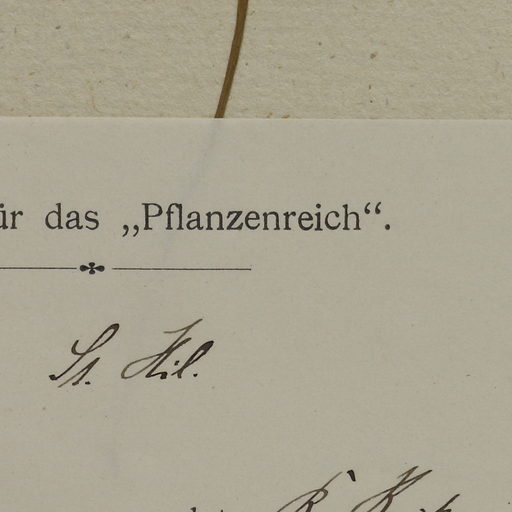 ür das „Pflanzenreich“.
St. Hil.